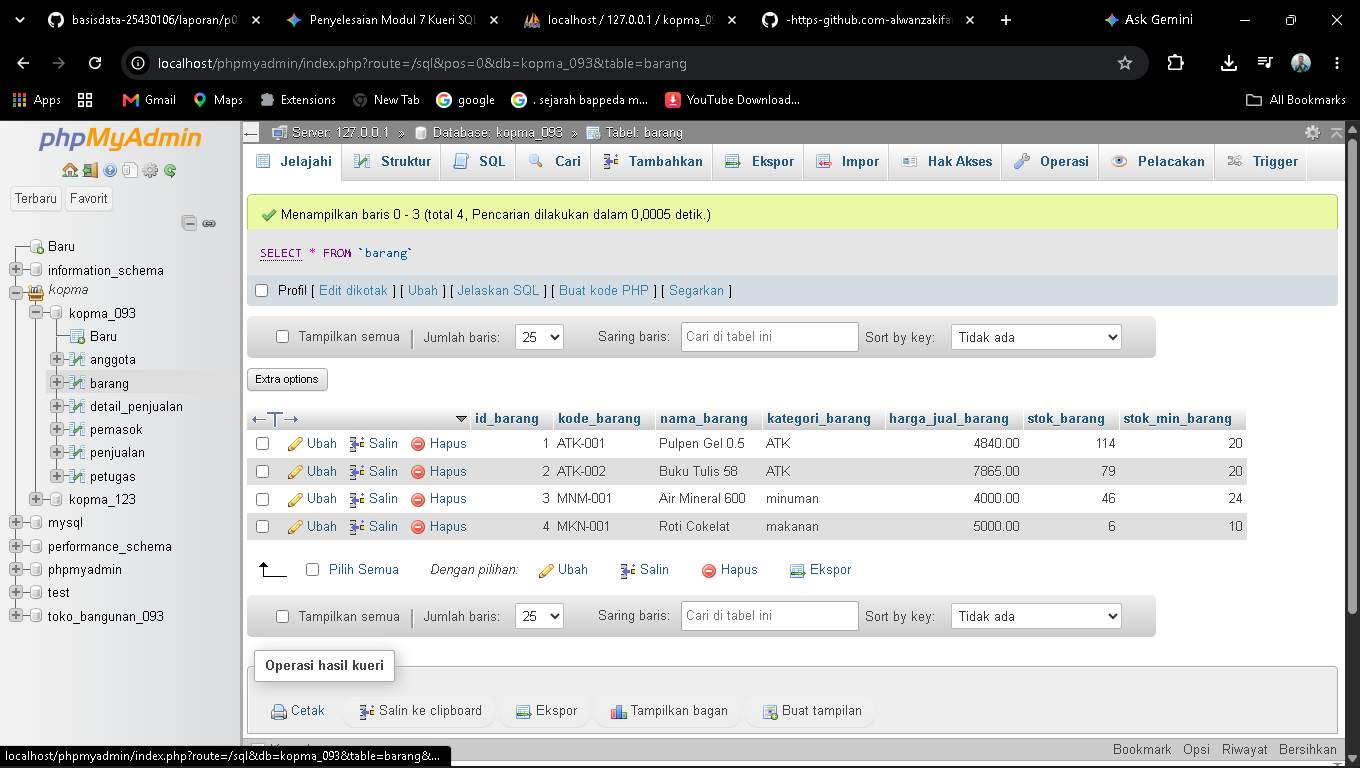 basisdata-25430106/laporan/p0
Penyelesaian Modul 7 Kueri SQL
localhost / 127.0.0.1 / kopma_09
-https-github.com-alwanzakifar
Ask Gemini
localhost/phpmyadmin/index.php?route=/sql&pos=0&db=kopma_093&table=barang
Apps
Gmail
Maps
Extensions
New Tab
google
. sejarah bappeda m...
YouTube Download...
All Bookmarks
phpMyAdmin
Terbaru
Favorit
Baru
information_schema
kopma
kopma_093
Baru
anggota
barang
detail_penjualan
pemasok
penjualan
petugas
kopma_123
mysql
performance_schema
phpmyadmin
test
toko_bangunan_093
Server: 127.0.0.1 » Database: kopma_093 » Tabel: barang
Jelajahi Struktur SQL Cari Tambahkan Ekspor Impor Hak Akses Operasi Pelacakan Trigger
Menampilkan baris 0 - 3 (total 4, Pencarian dilakukan dalam 0,0005 detik.)
SELECT * FROM `barang`
Profil [ Edit dikotak ] [ Ubah ] [ Jelaskan SQL ] [ Buat kode PHP ] [ Segarkan ]
Tampilkan semua | Jumlah baris: 25 Saring baris: Cari di tabel ini Sort by key: Tidak ada
Extra options
←T→ id_barang kode_barang nama_barang kategori_barang harga_jual_barang stok_barang stok_min_barang
Ubah Salin Hapus 1 ATK-001 Pulpen Gel 0.5 ATK 4840.00 114 20
Ubah Salin Hapus 2 ATK-002 Buku Tulis 58 ATK 7865.00 79 20
Ubah Salin Hapus 3 MNM-001 Air Mineral 600 minuman 4000.00 46 24
Ubah Salin Hapus 4 MKN-001 Roti Cokelat makanan 5000.00 6 10
Pilih Semua Dengan pilihan: Ubah Salin Hapus Ekspor
Tampilkan semua | Jumlah baris: 25 Saring baris: Cari di tabel ini Sort by key: Tidak ada
Operasi hasil kueri
Cetak Salin ke clipboard Ekspor Tampilkan bagan Buat tampilan
Bookmark Opsi Riwayat Bersihkan
localhost/phpmyadmin/index.php?route=/sql&db=kopma_093&table=barang&...